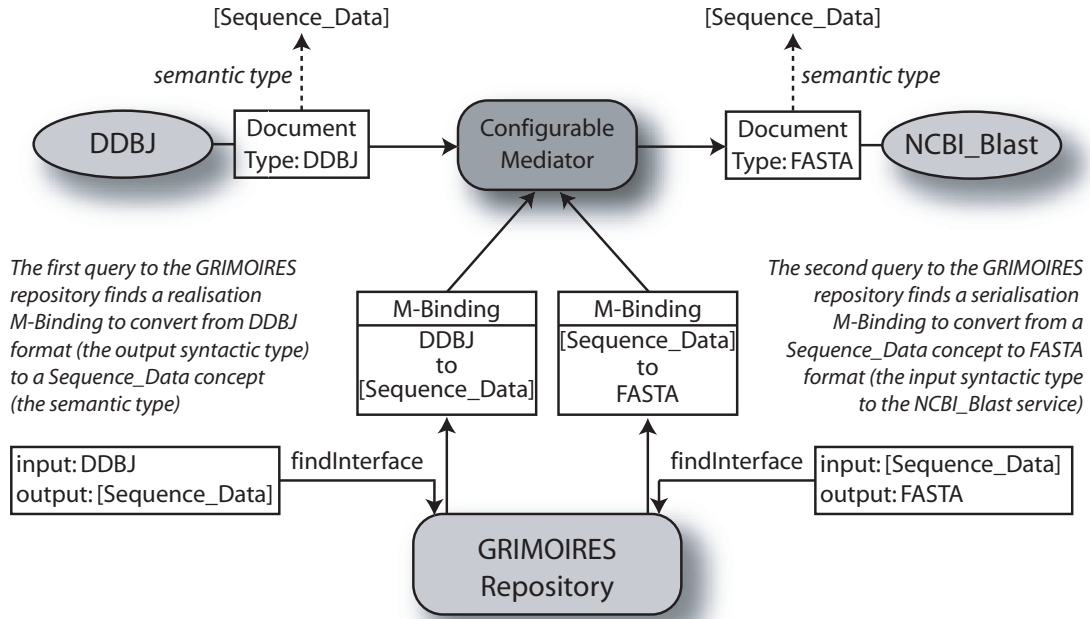 [Sequence_Data]
[Sequence_Data]
semantic type
semantic type
DDBJ
Document
Type: DDBJ
Configurable
Mediator
Document
Type: FASTA
NCBI_Blast
The first query to the GRIMOIRES
repository finds a realisation
M-Binding to convert from DDBJ
format (the output syntactic type)
to a Sequence_Data concept
(the semantic type)
M-Binding
DDBJ
to
[Sequence_Data]
M-Binding
[Sequence_Data]
to
FASTA
The second query to the GRIMOIRES
repository finds a serialisation
M-Binding to convert from a
Sequence_Data concept to FASTA
format (the input syntactic type
to the NCBI_Blast service)
input: DDBJ
output: [Sequence_Data]
findInterface
findInterface
input: [Sequence_Data]
output: FASTA
GRIMOIRES
Repository